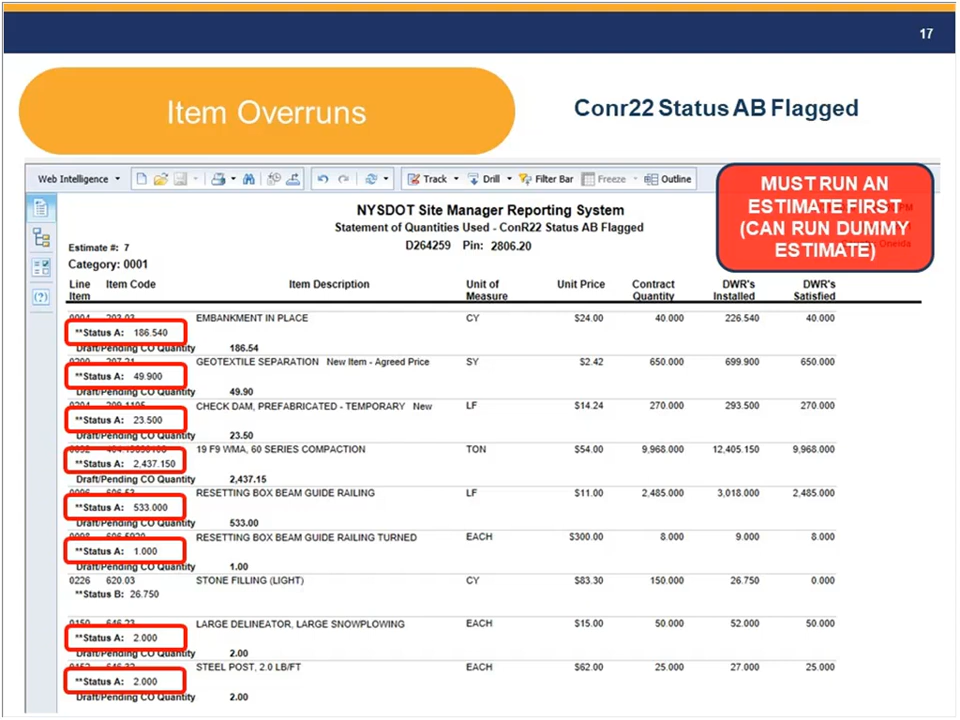 17
Item Overruns
Conr22 Status AB Flagged
Web Intelligence Track Drill Filter Bar Freeze Outline
MUST RUN AN
ESTIMATE FIRST
(CAN RUN DUMMY
ESTIMATE)
NYSDOT Site Manager Reporting System
Statement of Quantities Used - ConR22 Status AB Flagged
D264259 Pin: 2806.20
Estimate #: 7
Category: 0001
Line Item Code Item Description Unit of Unit Price Contract DWR's DWR's
Item Measure Quantity Installed Satisfied
EMBANKMENT IN PLACE CY $24.00 40.000 226.540 40.000
**Status A: 186.540
Draft/Pending CO Quantity 186.54
GEOTEXTILE SEPARATION New Item - Agreed Price SY $2.42 650.000 699.900 650.000
**Status A: 49.900
Draft/Pending CO Quantity 49.90
CHECK DAM, PREFABRICATED - TEMPORARY New LF $14.24 270.000 293.500 270.000
**Status A: 23.500
Draft/Pending CO Quantity 23.50
19 F9 WMA, 60 SERIES COMPACTION TON $54.00 9,968.000 12,405.150 9,968.000
**Status A: 2,437.150
Draft/Pending CO Quantity 2,437.15
RESETTING BOX BEAM GUIDE RAILING LF $11.00 2,485.000 3,018.000 2,485.000
**Status A: 533.000
Draft/Pending CO Quantity 533.00
RESETTING BOX BEAM GUIDE RAILING TURNED EACH $300.00 8.000 9.000 8.000
**Status A: 1.000
Draft/Pending CO Quantity 1.00
0226 620.03 STONE FILLING (LIGHT) CY $83.30 150.000 26.750 0.000
**Status B: 26.750
LARGE DELINEATOR, LARGE SNOWPLOWING EACH $15.00 50.000 52.000 50.000
**Status A: 2.000
Draft/Pending CO Quantity 2.00
STEEL POST, 2.0 LB/FT EACH $62.00 25.000 27.000 25.000
**Status A: 2.000
Draft/Pending CO Quantity 2.00